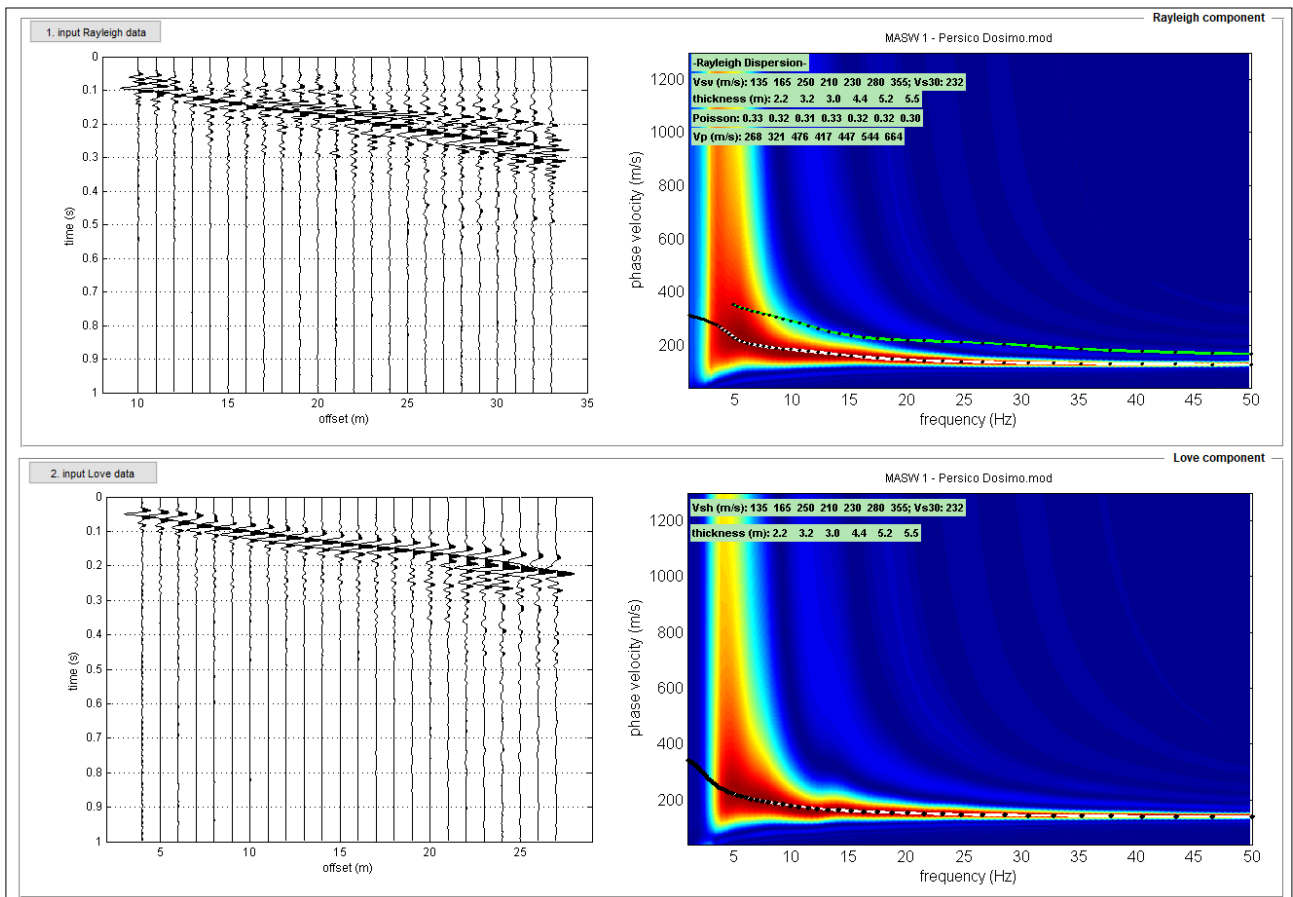 Rayleigh component
1. input Rayleigh data
0
0.1
0.2
0.3
0.4
0.5
0.6
0.7
0.8
0.9
1
time (s)
10 15 20 25 30 35
offset (m)
MASW 1 - Persico Dosimo.mod
-Rayleigh Dispersion-
Vsv (m/s): 135 165 250 210 230 280 355; Vs30: 232
thickness (m): 2.2 3.2 3.0 4.4 5.2 5.5
Poisson: 0.33 0.32 0.31 0.33 0.32 0.32 0.30
Vp (m/s): 268 321 476 417 447 544 664
1200
1000
800
600
400
200
phase velocity (m/s)
5 10 15 20 25 30 35 40 45 50
frequency (Hz)
Love component
2. input Love data
0
0.1
0.2
0.3
0.4
0.5
0.6
0.7
0.8
0.9
1
time (s)
5 10 15 20 25
offset (m)
MASW 1 - Persico Dosimo.mod
Vsh (m/s): 135 165 250 210 230 280 355; Vs30: 232
thickness (m): 2.2 3.2 3.0 4.4 5.2 5.5
1200
1000
800
600
400
200
phase velocity (m/s)
5 10 15 20 25 30 35 40 45 50
frequency (Hz)